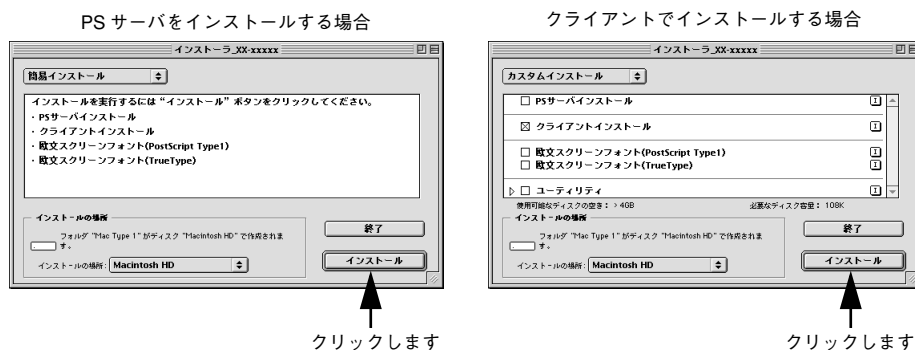 PS サーバをインストールする場合
インストーラ_XX-xxxxx
簡易インストール
インストールを実行するには“インストール”ボタンをクリックしてください。
・PSサーバインストール
・クライアントインストール
・欧文スクリーンフォント(PostScript Type1)
・欧文スクリーンフォント(TrueType)
インストールの場所
フォルダ “Mac Type 1” がディスク “Macintosh HD” で作成されます。
インストールの場所: Macintosh HD
終了
インストール
クリックします
クライアントでインストールする場合
インストーラ_XX-xxxxx
カスタムインストール
PSサーバインストール
クライアントインストール
欧文スクリーンフォント(PostScript Type1)
欧文スクリーンフォント(TrueType)
ユーティリティ
使用可能なディスクの空き: > 4GB 必要なディスク容量: 108K
インストールの場所
フォルダ “Mac Type 1” がディスク “Macintosh HD” で作成されます。
インストールの場所: Macintosh HD
終了
インストール
クリックします